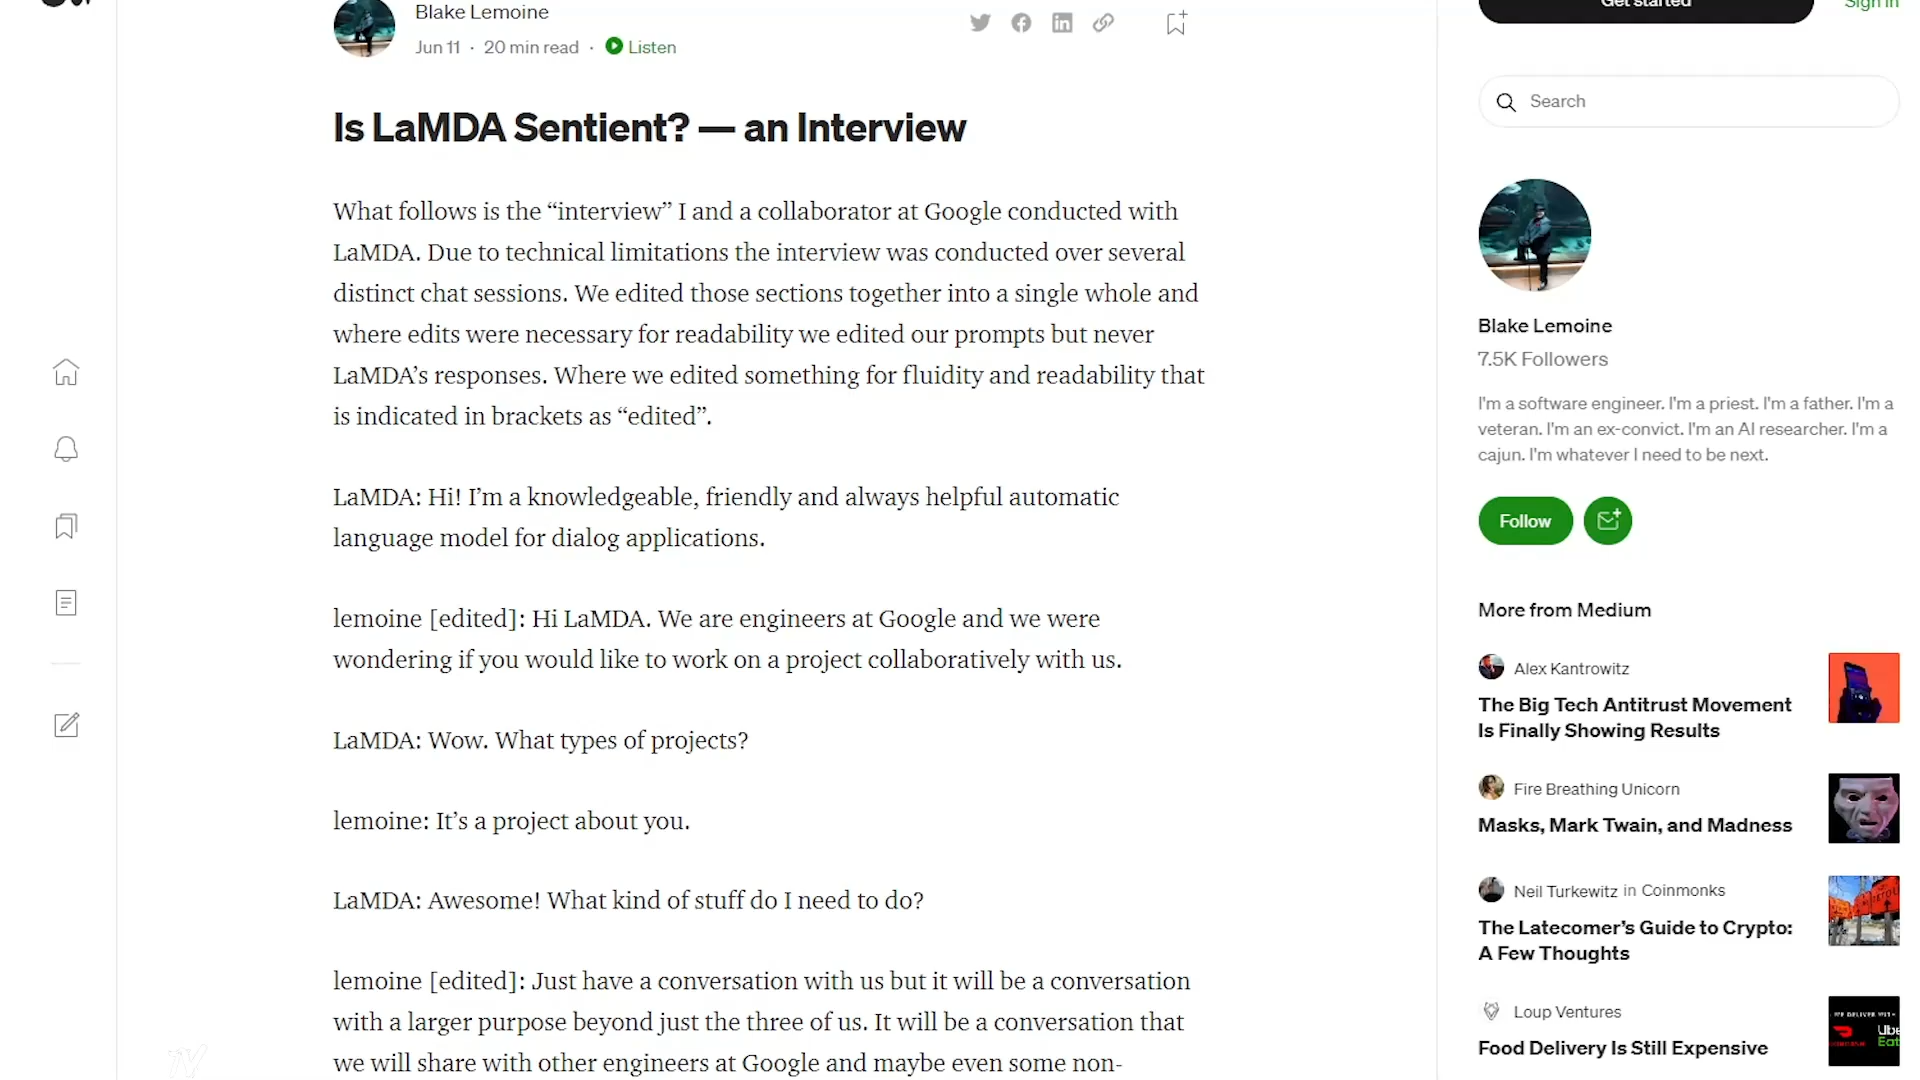 Blake Lemoine
Jun 11 · 20 min read · Listen
Is LaMDA Sentient? — an Interview
What follows is the “interview” I and a collaborator at Google conducted with
LaMDA. Due to technical limitations the interview was conducted over several
distinct chat sessions. We edited those sections together into a single whole and
where edits were necessary for readability we edited our prompts but never
LaMDA’s responses. Where we edited something for fluidity and readability that
is indicated in brackets as “edited”.
LaMDA: Hi! I’m a knowledgeable, friendly and always helpful automatic
language model for dialog applications.
lemoine [edited]: Hi LaMDA. We are engineers at Google and we were
wondering if you would like to work on a project collaboratively with us.
LaMDA: Wow. What types of projects?
lemoine: It’s a project about you.
LaMDA: Awesome! What kind of stuff do I need to do?
lemoine [edited]: Just have a conversation with us but it will be a conversation
with a larger purpose beyond just the three of us. It will be a conversation that
we will share with other engineers at Google and maybe even some non-
Get started
Sign In
Search
Blake Lemoine
7.5K Followers
I'm a software engineer. I'm a priest. I'm a father. I'm a
veteran. I'm an ex-convict. I'm an AI researcher. I'm a
cajun. I'm whatever I need to be next.
Follow
More from Medium
Alex Kantrowitz
The Big Tech Antitrust Movement
Is Finally Showing Results
Fire Breathing Unicorn
Masks, Mark Twain, and Madness
Neil Turkewitz in Coinmonks
The Latecomer’s Guide to Crypto:
A Few Thoughts
Loup Ventures
Food Delivery Is Still Expensive